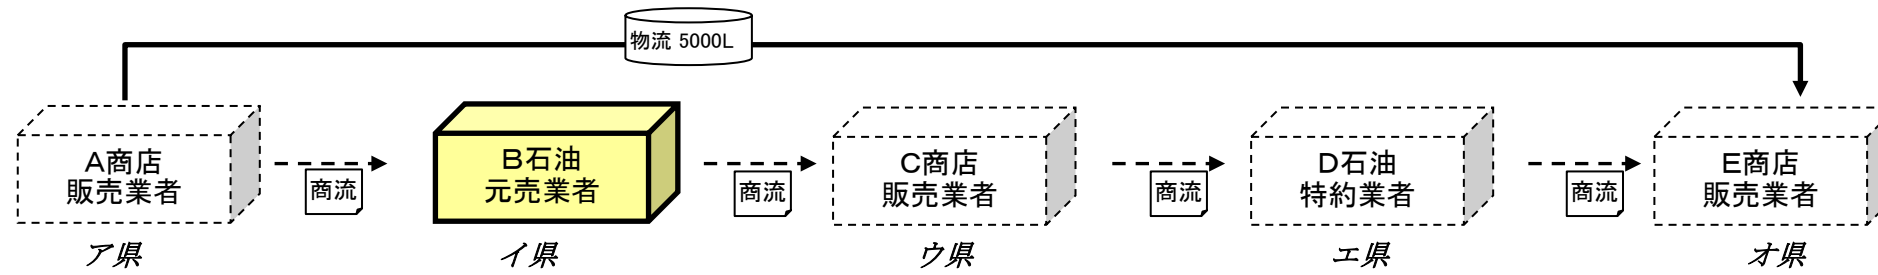 物流 5000L
A商店
販売業者
商流
B石油
元売業者
商流
C商店
販売業者
商流
D石油
特約業者
商流
E商店
販売業者
ア県
イ県
ウ県
エ県
オ県